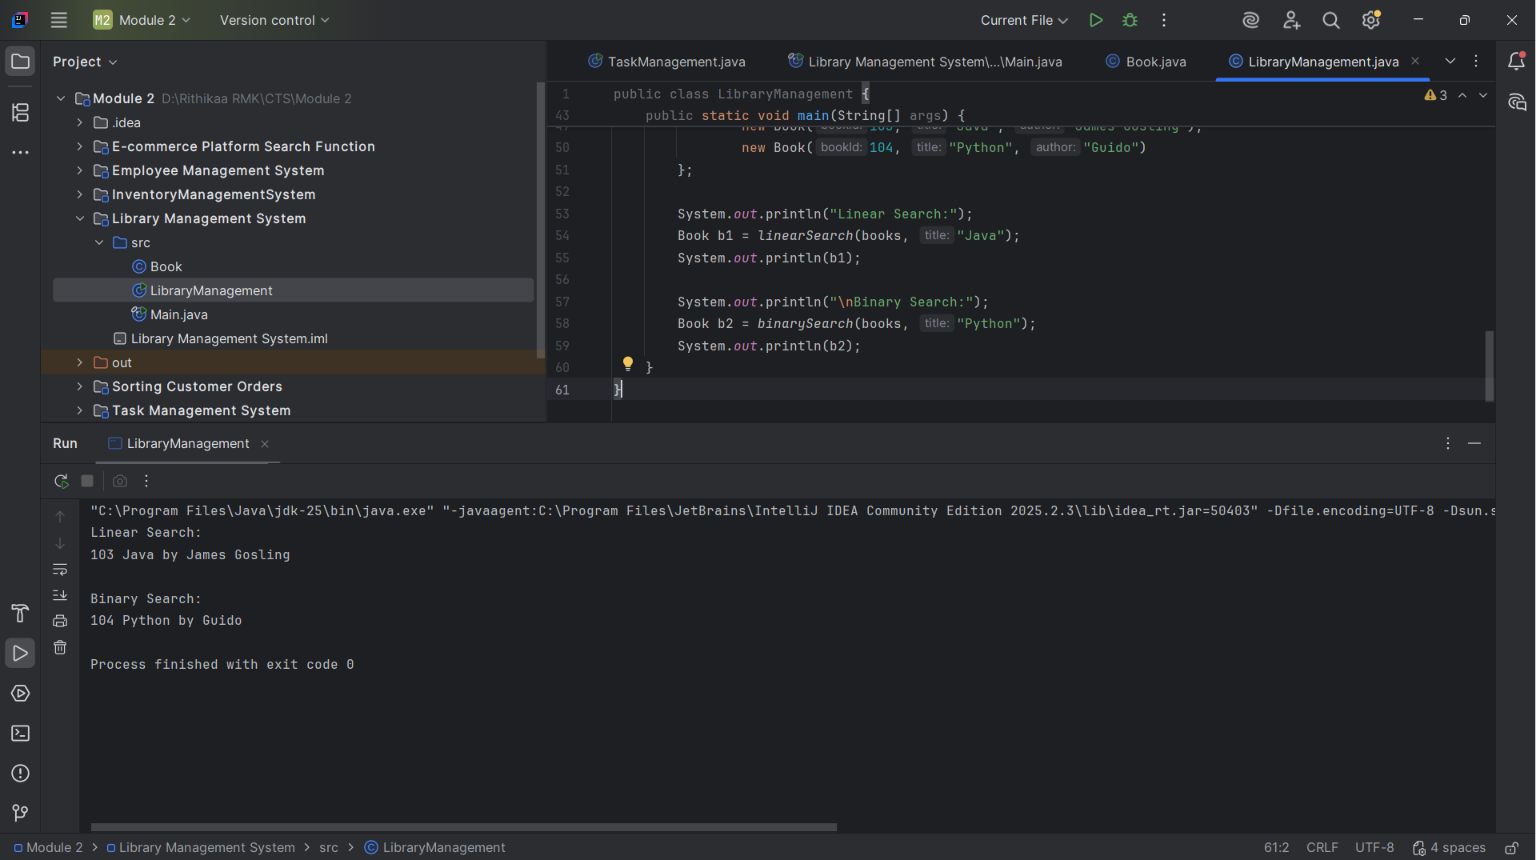 M2 Module 2 Version control Current File
Project
Module 2 D:\Rithikaa RMK\CTS\Module 2
.idea
E-commerce Platform Search Function
Employee Management System
InventoryManagementSystem
Library Management System
src
Book
LibraryManagement
Main.java
Library Management System.iml
out
Sorting Customer Orders
Task Management System
TaskManagement.java Library Management System\...\Main.java Book.java LibraryManagement.java
3
1 public class LibraryManagement {
43 public static void main(String[] args) {
50 new Book( bookId: 104, title: "Python", author: "Guido")
51 };
52
53 System.out.println("Linear Search:");
54 Book b1 = linearSearch(books, title: "Java");
55 System.out.println(b1);
56
57 System.out.println("\nBinary Search:");
58 Book b2 = binarySearch(books, title: "Python");
59 System.out.println(b2);
60 }
61 }
Run LibraryManagement
"C:\Program Files\Java\jdk-25\bin\java.exe" "-javaagent:C:\Program Files\JetBrains\IntelliJ IDEA Community Edition 2025.2.3\lib\idea_rt.jar=50403" -Dfile.encoding=UTF-8 -Dsun.s
Linear Search:
103 Java by James Gosling
Binary Search:
104 Python by Guido
Process finished with exit code 0
Module 2 > Library Management System > src > LibraryManagement 61:2 CRLF UTF-8 4 spaces